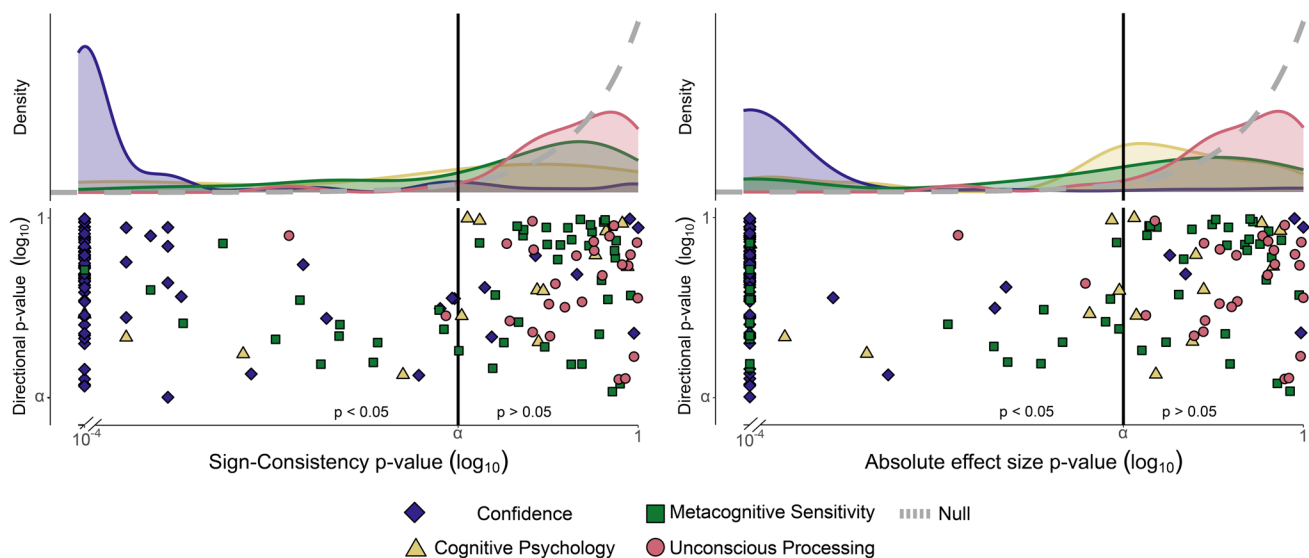 Density
Density
Directional p-value (log10)
1
α
p < 0.05
p > 0.05
10-4
α
1
Sign-Consistency p-value (log10)
Directional p-value (log10)
1
α
p < 0.05
p > 0.05
10-4
α
1
Absolute effect size p-value (log10)
Confidence
Metacognitive Sensitivity
Null
Cognitive Psychology
Unconscious Processing